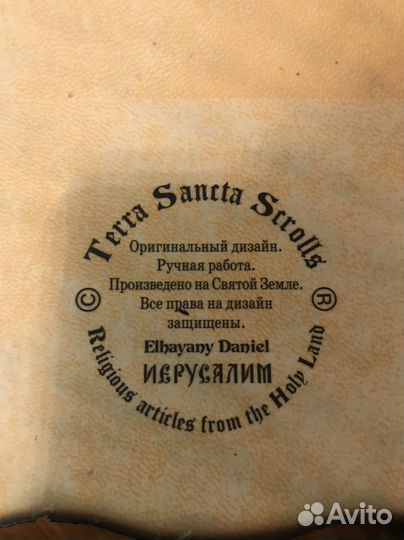 Terra Sancta Scrolls
© ®
Оригинальный дизайн.
Ручная работа.
Произведено на Святой Земле.
Все права на дизайн
защищены.
Elhayany Daniel
ИЕРУСАЛИМ
Religious articles from the Holy Land
Avito